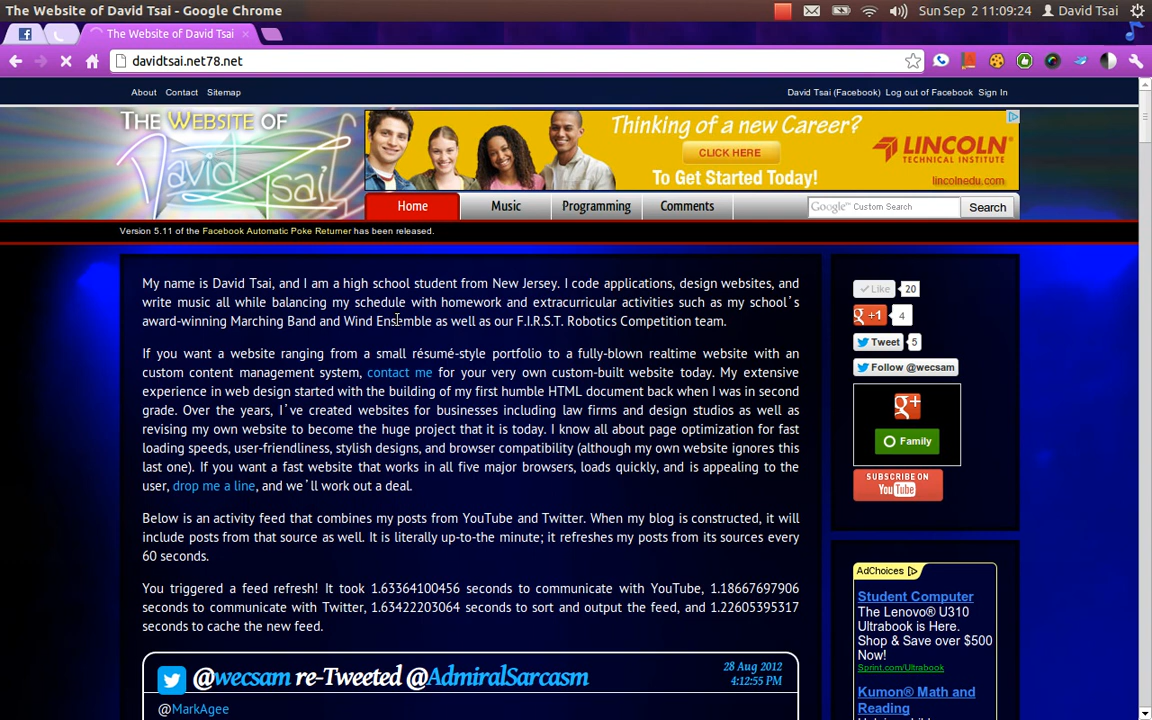 The Website of David Tsai - Google Chrome
Sun Sep 2 11:09:24
David Tsai
The Website of David Tsai
davidtsai.net78.net
About Contact Sitemap
David Tsai (Facebook) Log out of Facebook Sign In
THE WEBSITE OF
David Tsai
Thinking of a new Career?
CLICK HERE
To Get Started Today!
LINCOLN
TECHNICAL INSTITUTE
lincolnedu.com
Home Music Programming Comments
Google™ Custom Search Search
Version 5.11 of the Facebook Automatic Poke Returner has been released.
My name is David Tsai, and I am a high school student from New Jersey. I code applications, design websites, and
write music all while balancing my schedule with homework and extracurricular activities such as my school's
award-winning Marching Band and Wind Ensemble as well as our F.I.R.S.T. Robotics Competition team.
If you want a website ranging from a small résumé-style portfolio to a fully-blown realtime website with an
custom content management system, contact me for your very own custom-built website today. My extensive
experience in web design started with the building of my first humble HTML document back when I was in second
grade. Over the years, I've created websites for businesses including law firms and design studios as well as
revising my own website to become the huge project that it is today. I know all about page optimization for fast
loading speeds, user-friendliness, stylish designs, and browser compatibility (although my own website ignores this
last one). If you want a fast website that works in all five major browsers, loads quickly, and is appealing to the
user, drop me a line, and we'll work out a deal.
Below is an activity feed that combines my posts from YouTube and Twitter. When my blog is constructed, it will
include posts from that source as well. It is literally up-to-the minute; it refreshes my posts from its sources every
60 seconds.
You triggered a feed refresh! It took 1.63364100456 seconds to communicate with YouTube, 1.18667697906
seconds to communicate with Twitter, 1.63422203064 seconds to sort and output the feed, and 1.22605395317
seconds to cache the new feed.
@wecsam re-Tweeted @AdmiralSarcasm
28 Aug 2012
4:12:55 PM
@MarkAgee
Like 20
g +1 4
Tweet 5
Follow @wecsam
g+
Family
SUBSCRIBE ON
YouTube
AdChoices
Student Computer
The Lenovo® U310
Ultrabook is Here.
Shop & Save over $500
Now!
Sprint.com/Ultrabook
Kumon® Math and
Reading